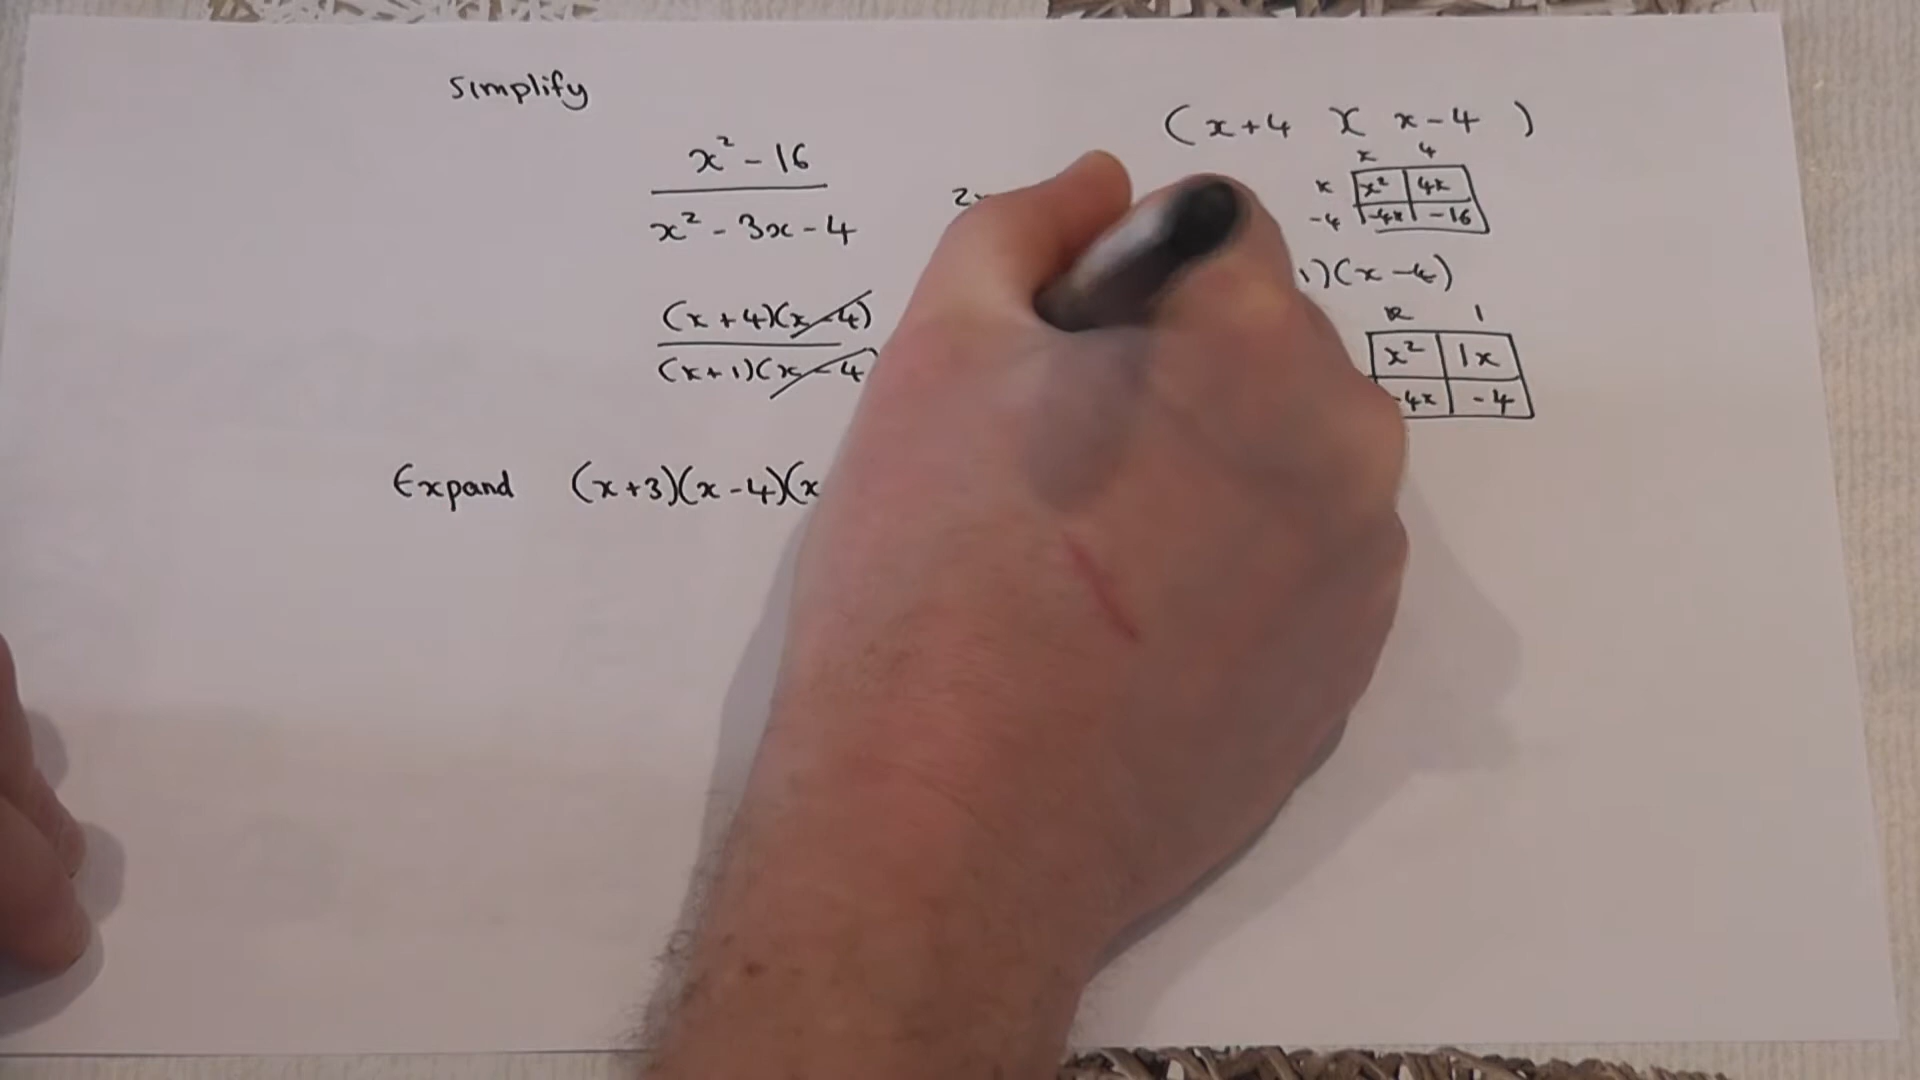 Simplify
x² - 16
x² - 3x - 4
(x + 4)(x - 4)
(x + 1)(x - 4)
Expand (x+3)(x-4)(x
(x+4)(x-4)
x 4
x x² 4x
-4 -4x -16
1)(x-4)
x 1
x² 1x
-4x -4